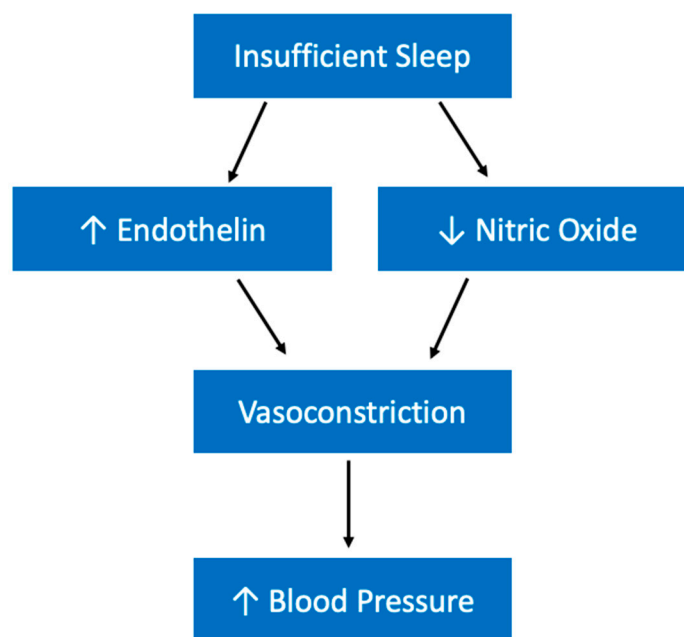 Insufficient Sleep
↑ Endothelin
↓ Nitric Oxide
Vasoconstriction
↑ Blood Pressure